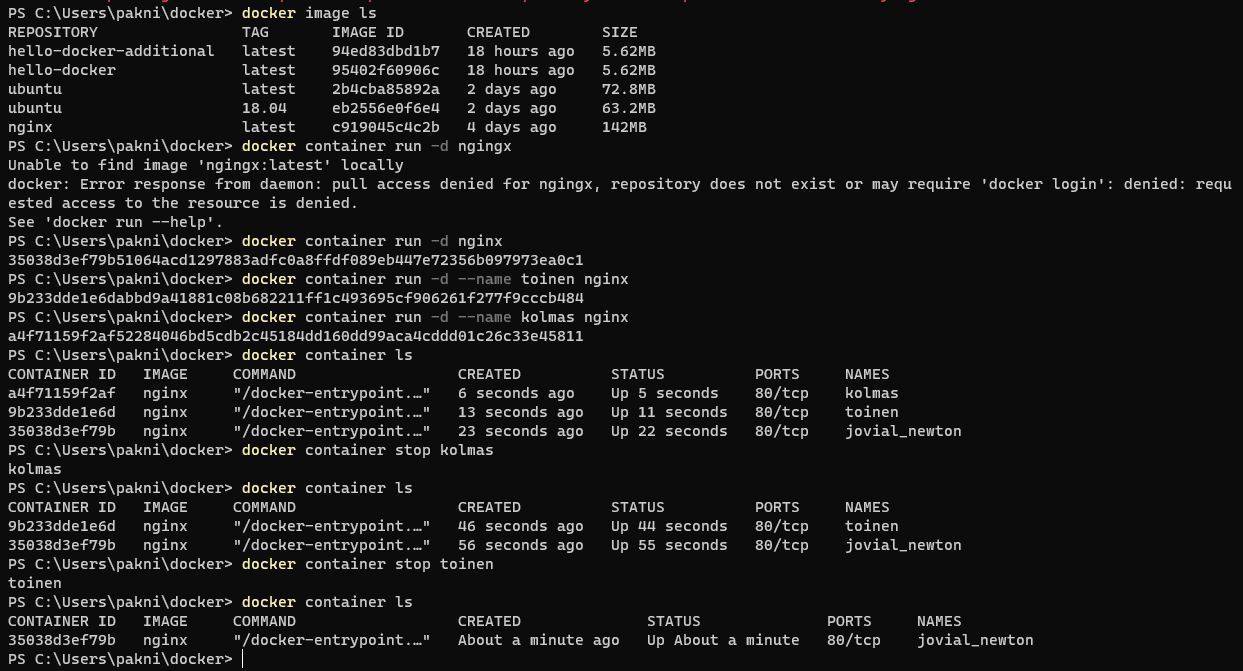 PS C:\Users\pakni\docker> docker image ls
REPOSITORY                TAG       IMAGE ID       CREATED        SIZE
hello-docker-additional   latest    94ed83dbd1b7   18 hours ago   5.62MB
hello-docker              latest    95402f60906c   18 hours ago   5.62MB
ubuntu                    latest    2b4cba85892a   2 days ago     72.8MB
ubuntu                    18.04     eb2556e0f6e4   2 days ago     63.2MB
nginx                     latest    c919045c4c2b   4 days ago     142MB
PS C:\Users\pakni\docker> docker container run -d ngingx
Unable to find image 'ngingx:latest' locally
docker: Error response from daemon: pull access denied for ngingx, repository does not exist or may require 'docker login': denied: requ
ested access to the resource is denied.
See 'docker run --help'.
PS C:\Users\pakni\docker> docker container run -d nginx
35038d3ef79b51064acd1297883adfc0a8ffdf089eb447e72356b097973ea0c1
PS C:\Users\pakni\docker> docker container run -d --name toinen nginx
9b233dde1e6dabbd9a41881c08b682211ff1c493695cf906261f277f9cccb484
PS C:\Users\pakni\docker> docker container run -d --name kolmas nginx
a4f71159f2af52284046bd5cdb2c45184dd160dd99aca4cddd01c26c33e45811
PS C:\Users\pakni\docker> docker container ls
CONTAINER ID   IMAGE     COMMAND                  CREATED          STATUS          PORTS     NAMES
a4f71159f2af   nginx     "/docker-entrypoint.…"   6 seconds ago    Up 5 seconds    80/tcp    kolmas
9b233dde1e6d   nginx     "/docker-entrypoint.…"   13 seconds ago   Up 11 seconds   80/tcp    toinen
35038d3ef79b   nginx     "/docker-entrypoint.…"   23 seconds ago   Up 22 seconds   80/tcp    jovial_newton
PS C:\Users\pakni\docker> docker container stop kolmas
kolmas
PS C:\Users\pakni\docker> docker container ls
CONTAINER ID   IMAGE     COMMAND                  CREATED          STATUS          PORTS     NAMES
9b233dde1e6d   nginx     "/docker-entrypoint.…"   46 seconds ago   Up 44 seconds   80/tcp    toinen
35038d3ef79b   nginx     "/docker-entrypoint.…"   56 seconds ago   Up 55 seconds   80/tcp    jovial_newton
PS C:\Users\pakni\docker> docker container stop toinen
toinen
PS C:\Users\pakni\docker> docker container ls
CONTAINER ID   IMAGE     COMMAND                  CREATED              STATUS              PORTS     NAMES
35038d3ef79b   nginx     "/docker-entrypoint.…"   About a minute ago   Up About a minute   80/tcp    jovial_newton
PS C:\Users\pakni\docker>